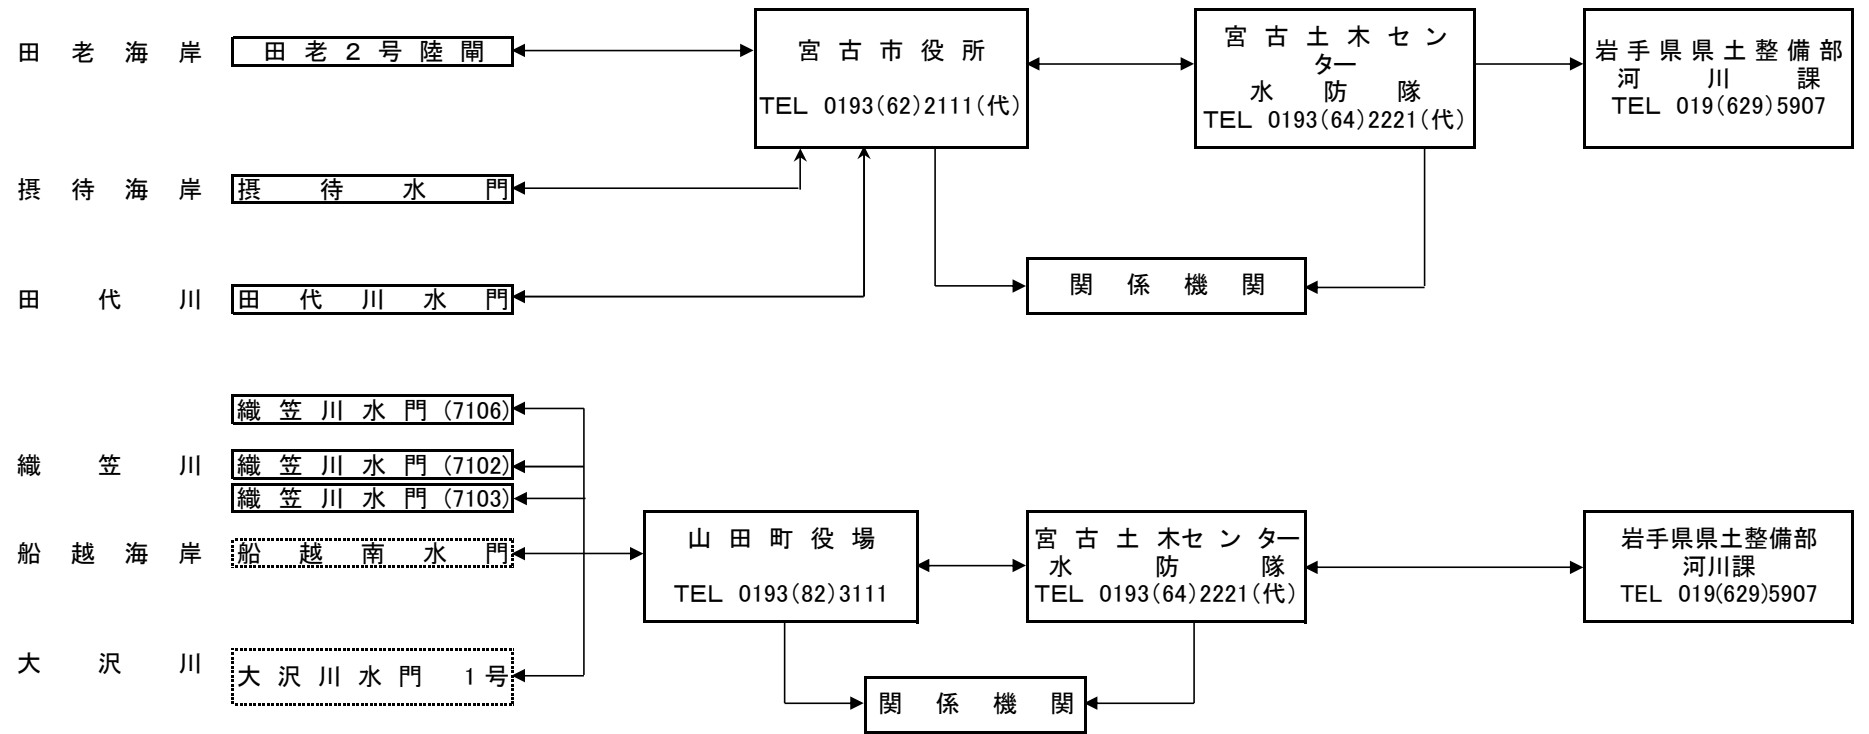 田老海岸
田老２号陸閘
宮古市役所
TEL 0193(62)2111(代)
宮古土木セン
ター
水防隊
TEL 0193(64)2221(代)
岩手県県土整備部
河川課
TEL 019(629)5907
摂待海岸
摂待水門
田代川
田代川水門
関係機関
織笠川水門(7106)
織笠川
織笠川水門(7102)
織笠川水門(7103)
船越海岸
船越南水門
山田町役場
TEL 0193(82)3111
宮古土木センター
水防隊
TEL 0193(64)2221(代)
岩手県県土整備部
河川課
TEL 019(629)5907
大沢川
大沢川水門 1号
関係機関